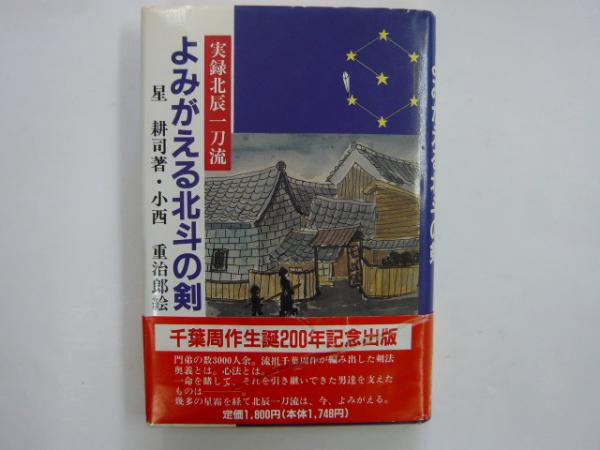 実録北辰一刀流
よみがえる北斗の剣
星 耕司著・小西 重治郎絵
千葉周作生誕200年記念出版
門弟の数3000人余。流祖千葉周作が編み出した剣法
奥義とは。心法とは。
一命を賭して、それを引き継いできた男達を支えた
ものは———。
幾多の星霜を経て北辰一刀流は、今、よみがえる。
定価1,800円(本体1,748円)